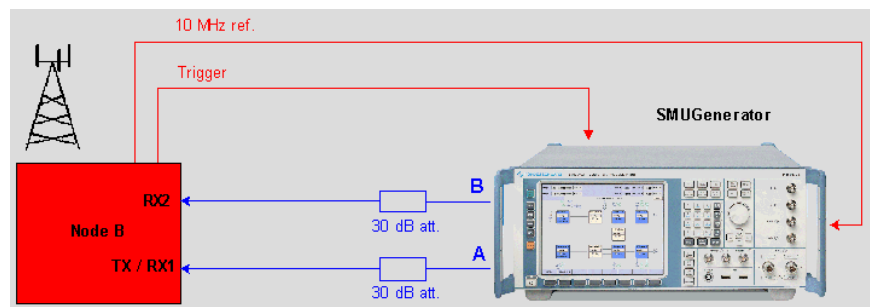 10 MHz ref.
Trigger
SMUGenerator
RX2
B
30 dB att.
Node B
TX / RX1
A
30 dB att.